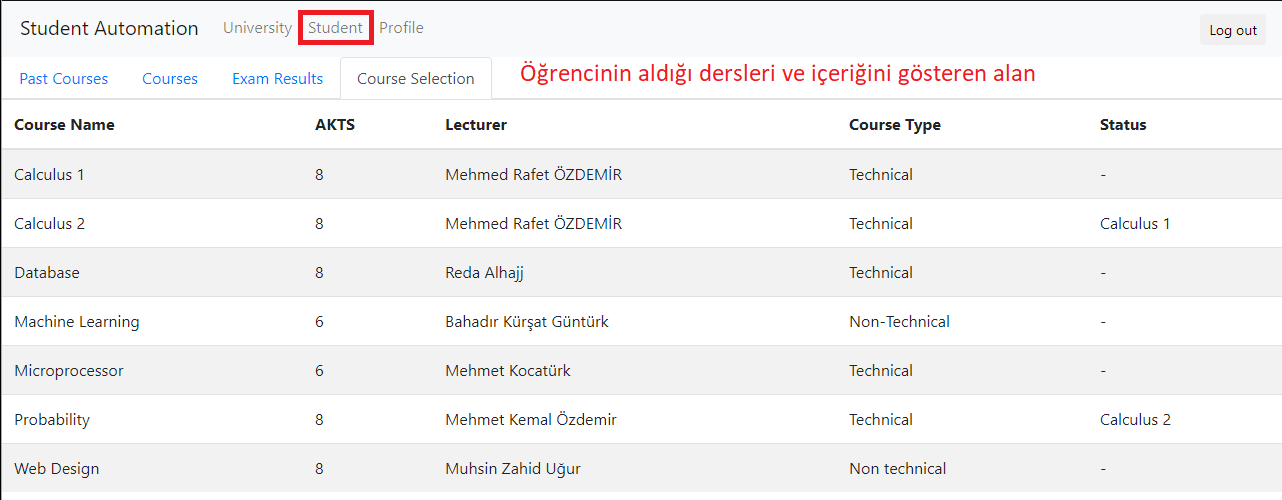 Student Automation University Student Profile Log out
Past Courses Courses Exam Results Course Selection Öğrencinin aldığı dersleri ve içeriğini gösteren alan
Course Name AKTS Lecturer Course Type Status
Calculus 1 8 Mehmed Rafet ÖZDEMİR Technical -
Calculus 2 8 Mehmed Rafet ÖZDEMİR Technical Calculus 1
Database 8 Reda Alhajj Technical -
Machine Learning 6 Bahadır Kürşat Güntürk Non-Technical -
Microprocessor 6 Mehmet Kocatürk Technical -
Probability 8 Mehmet Kemal Özdemir Technical Calculus 2
Web Design 8 Muhsin Zahid Uğur Non technical -